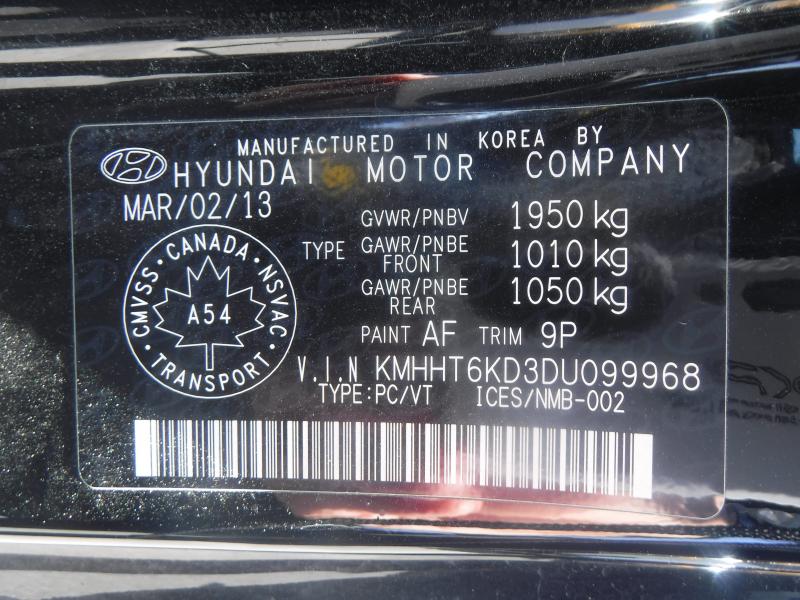 MANUFACTURED IN KOREA BY
HYUNDAI MOTOR COMPANY
MAR/02/13
GVWR/PNBV 1950 kg
TYPE GAWR/PNBE FRONT 1010 kg
GAWR/PNBE REAR 1050 kg
PAINT AF TRIM 9P
CMVSS · CANADA · NSVAC · TRANSPORT ·
A54
V.I.N KMHHT6KD3DU099968
TYPE:PC/VT ICES/NMB-002